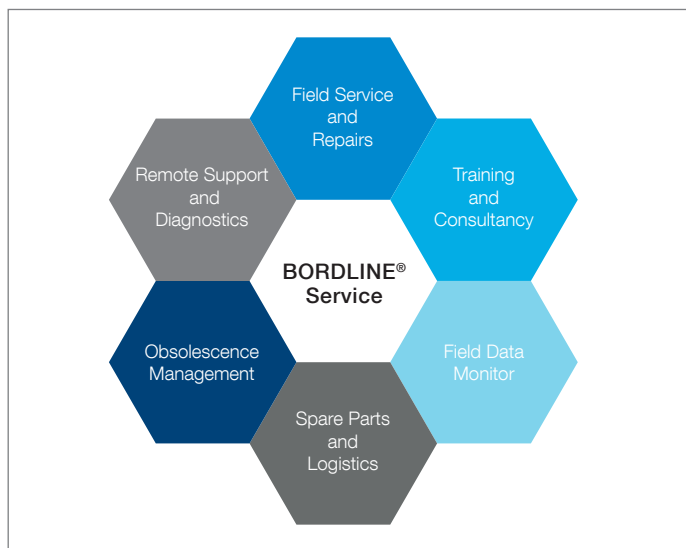 Field Service
and
Repairs
Remote Support
and
Diagnostics
Training
and
Consultancy
BORDLINE®
Service
Obsolescence
Management
Field Data
Monitor
Spare Parts
and
Logistics